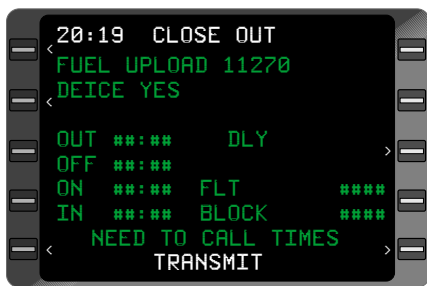 20:19 CLOSE OUT
<
FUEL UPLOAD 11270
DEICE YES
<
OUT ##:## DLY
>
OFF ##:##
ON ##:## FLT ####
IN ##:## BLOCK ####
NEED TO CALL TIMES
< >
TRANSMIT